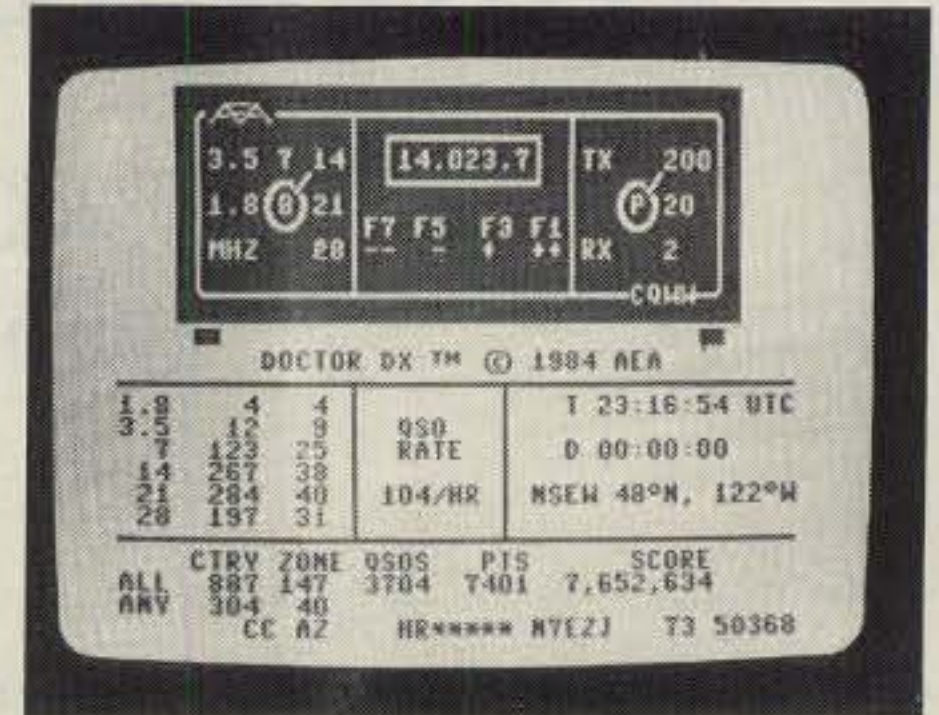 AEA
3.5 7 14
1.8 B 21
MHZ 28
14.023.7
F7 F5 F3 F1
-- - + ++
TX 200
P 20
RX 2
CQWW
DOCTOR DX TM © 1984 AEA
1.8 4 4
3.5 12 9
7 123 25
14 267 38
21 284 40
28 197 31
QSO
RATE
104/HR
T 23:16:54 UTC
D 00:00:00
NSEW 48°N, 122°W
CTRY ZONE QSOS PTS SCORE
ALL 887 147 3704 7401 7,652,634
ANY 304 40
CC AZ HR***** N7EZJ T3 50368